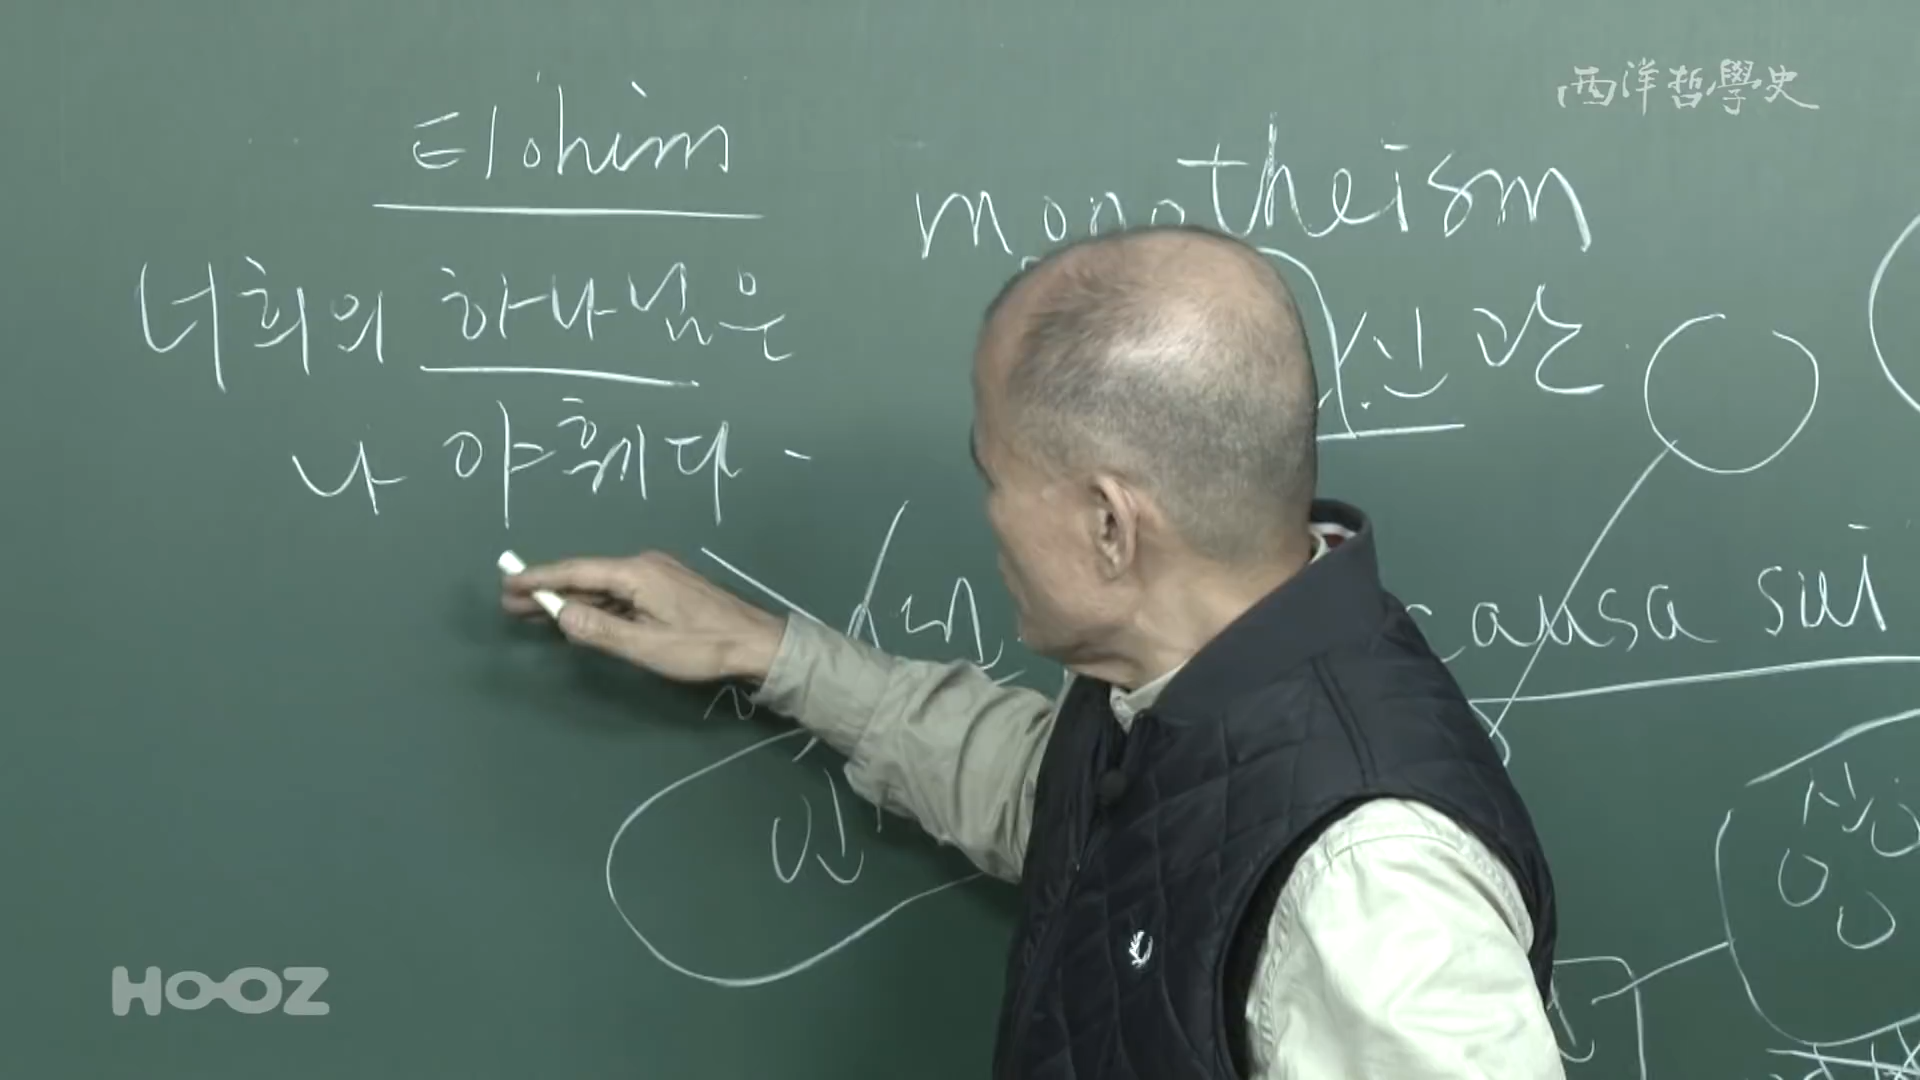 西洋哲學史
Elohim
monotheism
너희의 하나님은
신관
나 야훼다.
causa sui
인
HOOZ